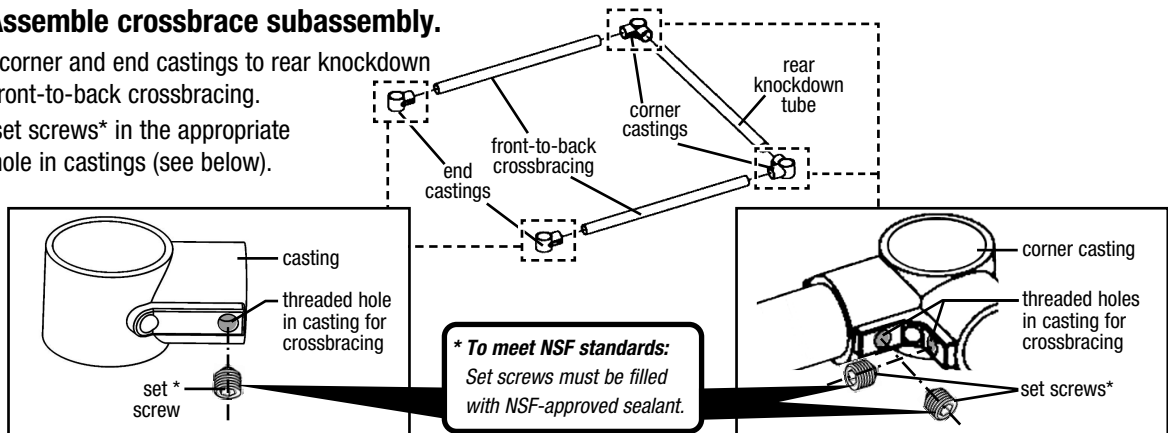 Assemble crossbrace subassembly.
corner and end castings to rear knockdown
front-to-back crossbracing.
set screws* in the appropriate
hole in castings (see below).
rear
knockdown
tube
corner
castings
front-to-back
crossbracing
end
castings
casting
threaded hole
in casting for
crossbracing
set *
screw
* To meet NSF standards:
Set screws must be filled
with NSF-approved sealant.
corner casting
threaded holes
in casting for
crossbracing
set screws*